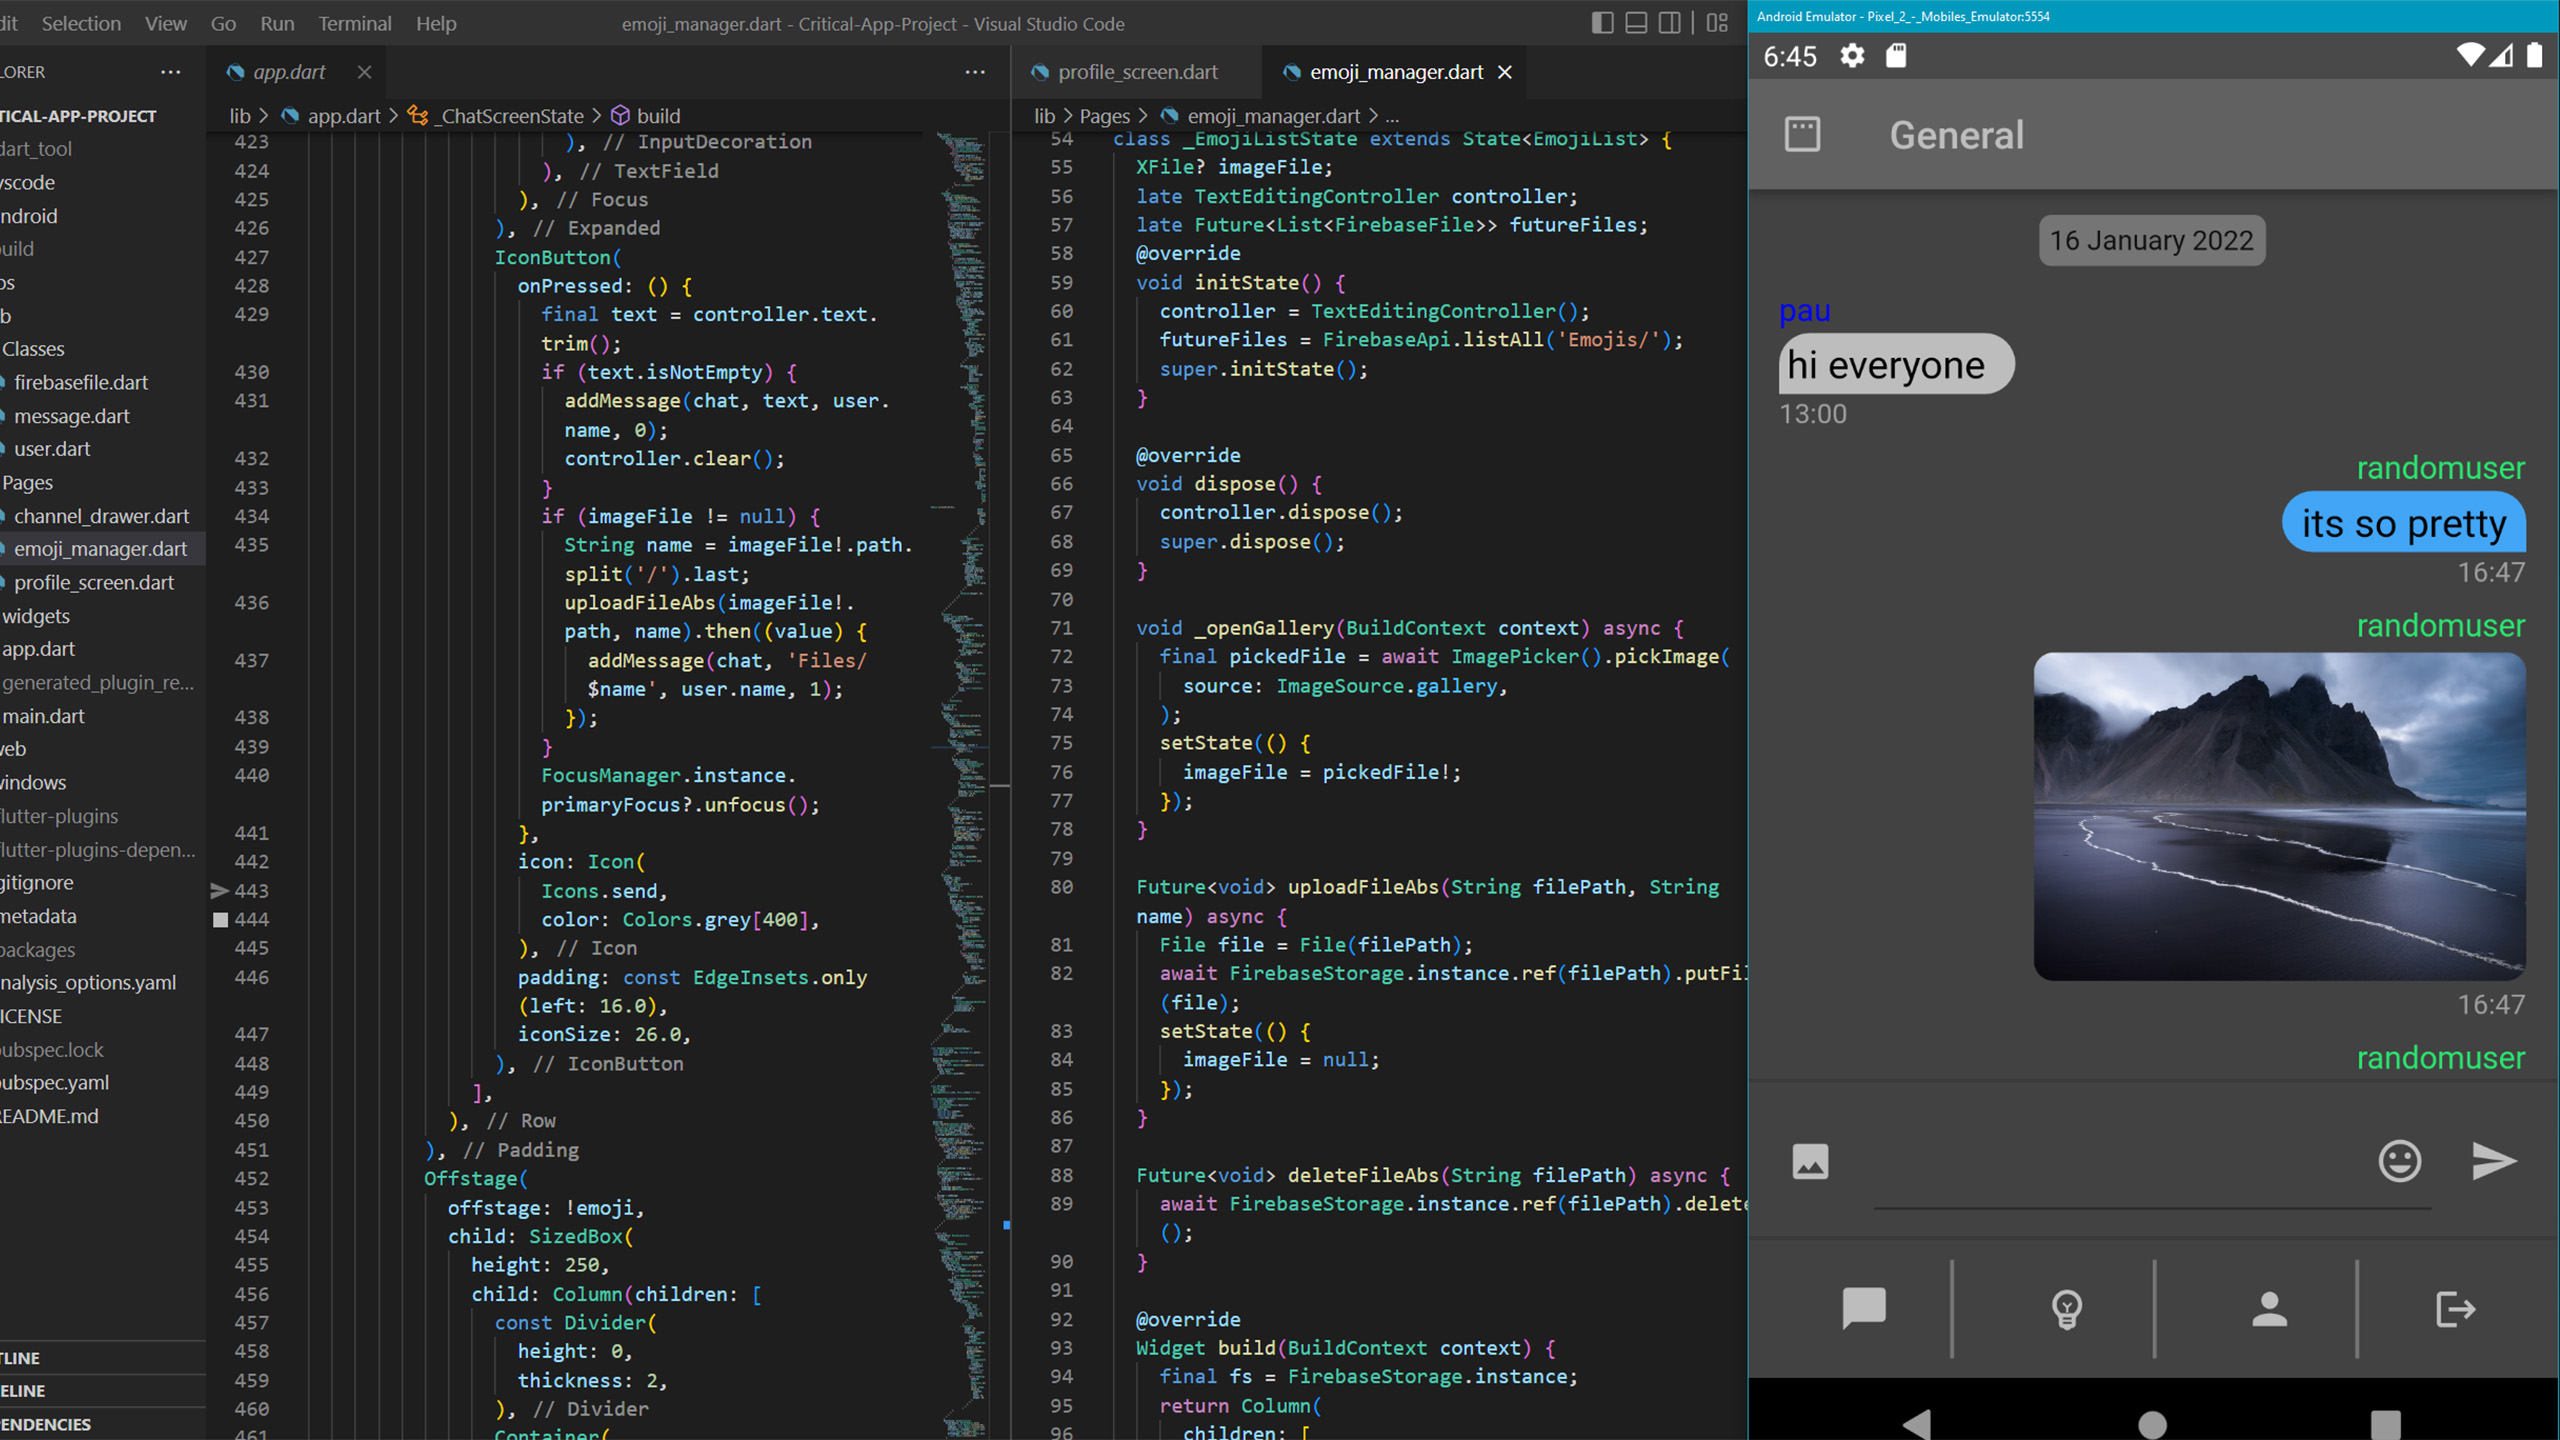 dit Selection View Go Run Terminal Help
emoji_manager.dart - Critical-App-Project - Visual Studio Code
LORER
TICAL-APP-PROJECT
dart_tool
vscode
ndroid
uild
os
b
Classes
firebasefile.dart
message.dart
user.dart
Pages
channel_drawer.dart
emoji_manager.dart
profile_screen.dart
widgets
app.dart
generated_plugin_re...
main.dart
veb
vindows
lutter-plugins
lutter-plugins-depen...
gitignore
metadata
packages
nalysis_options.yaml
ICENSE
ubspec.lock
ubspec.yaml
README.md
TLINE
ELINE
PENDENCIES
app.dart
lib > app.dart > _ChatScreenState > build
423 ), // InputDecoration
424 ), // TextField
425 ), // Focus
426 ), // Expanded
427 IconButton(
428 onPressed: () {
429 final text = controller.text.
trim();
430 if (text.isNotEmpty) {
431 addMessage(chat, text, user.
name, 0);
432 controller.clear();
433 }
434 if (imageFile != null) {
435 String name = imageFile!.path.
split('/').last;
436 uploadFileAbs(imageFile!.
path, name).then((value) {
437 addMessage(chat, 'Files/
$name', user.name, 1);
438 });
439 }
440 FocusManager.instance.
primaryFocus?.unfocus();
441 },
442 icon: Icon(
443 Icons.send,
444 color: Colors.grey[400],
445 ), // Icon
446 padding: const EdgeInsets.only
(left: 16.0),
447 iconSize: 26.0,
448 ), // IconButton
449 ],
450 ), // Row
451 ), // Padding
452 Offstage(
453 offstage: !emoji,
454 child: SizedBox(
455 height: 250,
456 child: Column(children: [
457 const Divider(
458 height: 0,
459 thickness: 2,
460 ), // Divider
461 Container(
profile_screen.dart
emoji_manager.dart
lib > Pages > emoji_manager.dart > ...
54 class _EmojiListState extends State<EmojiList> {
55 XFile? imageFile;
56 late TextEditingController controller;
57 late Future<List<FirebaseFile>> futureFiles;
58 @override
59 void initState() {
60 controller = TextEditingController();
61 futureFiles = FirebaseApi.listAll('Emojis/');
62 super.initState();
63 }
64
65 @override
66 void dispose() {
67 controller.dispose();
68 super.dispose();
69 }
70
71 void _openGallery(BuildContext context) async {
72 final pickedFile = await ImagePicker().pickImage(
73 source: ImageSource.gallery,
74 );
75 setState(() {
76 imageFile = pickedFile!;
77 });
78 }
79
80 Future<void> uploadFileAbs(String filePath, String
name) async {
81 File file = File(filePath);
82 await FirebaseStorage.instance.ref(filePath).putFil
(file);
83 setState(() {
84 imageFile = null;
85 });
86 }
87
88 Future<void> deleteFileAbs(String filePath) async {
89 await FirebaseStorage.instance.ref(filePath).delete
();
90 }
91
92 @override
93 Widget build(BuildContext context) {
94 final fs = FirebaseStorage.instance;
95 return Column(
96 children: [
Android Emulator - Pixel_2_-_Mobiles_Emulator:5554
6:45
General
16 January 2022
pau
hi everyone
13:00
randomuser
its so pretty
16:47
randomuser
16:47
randomuser